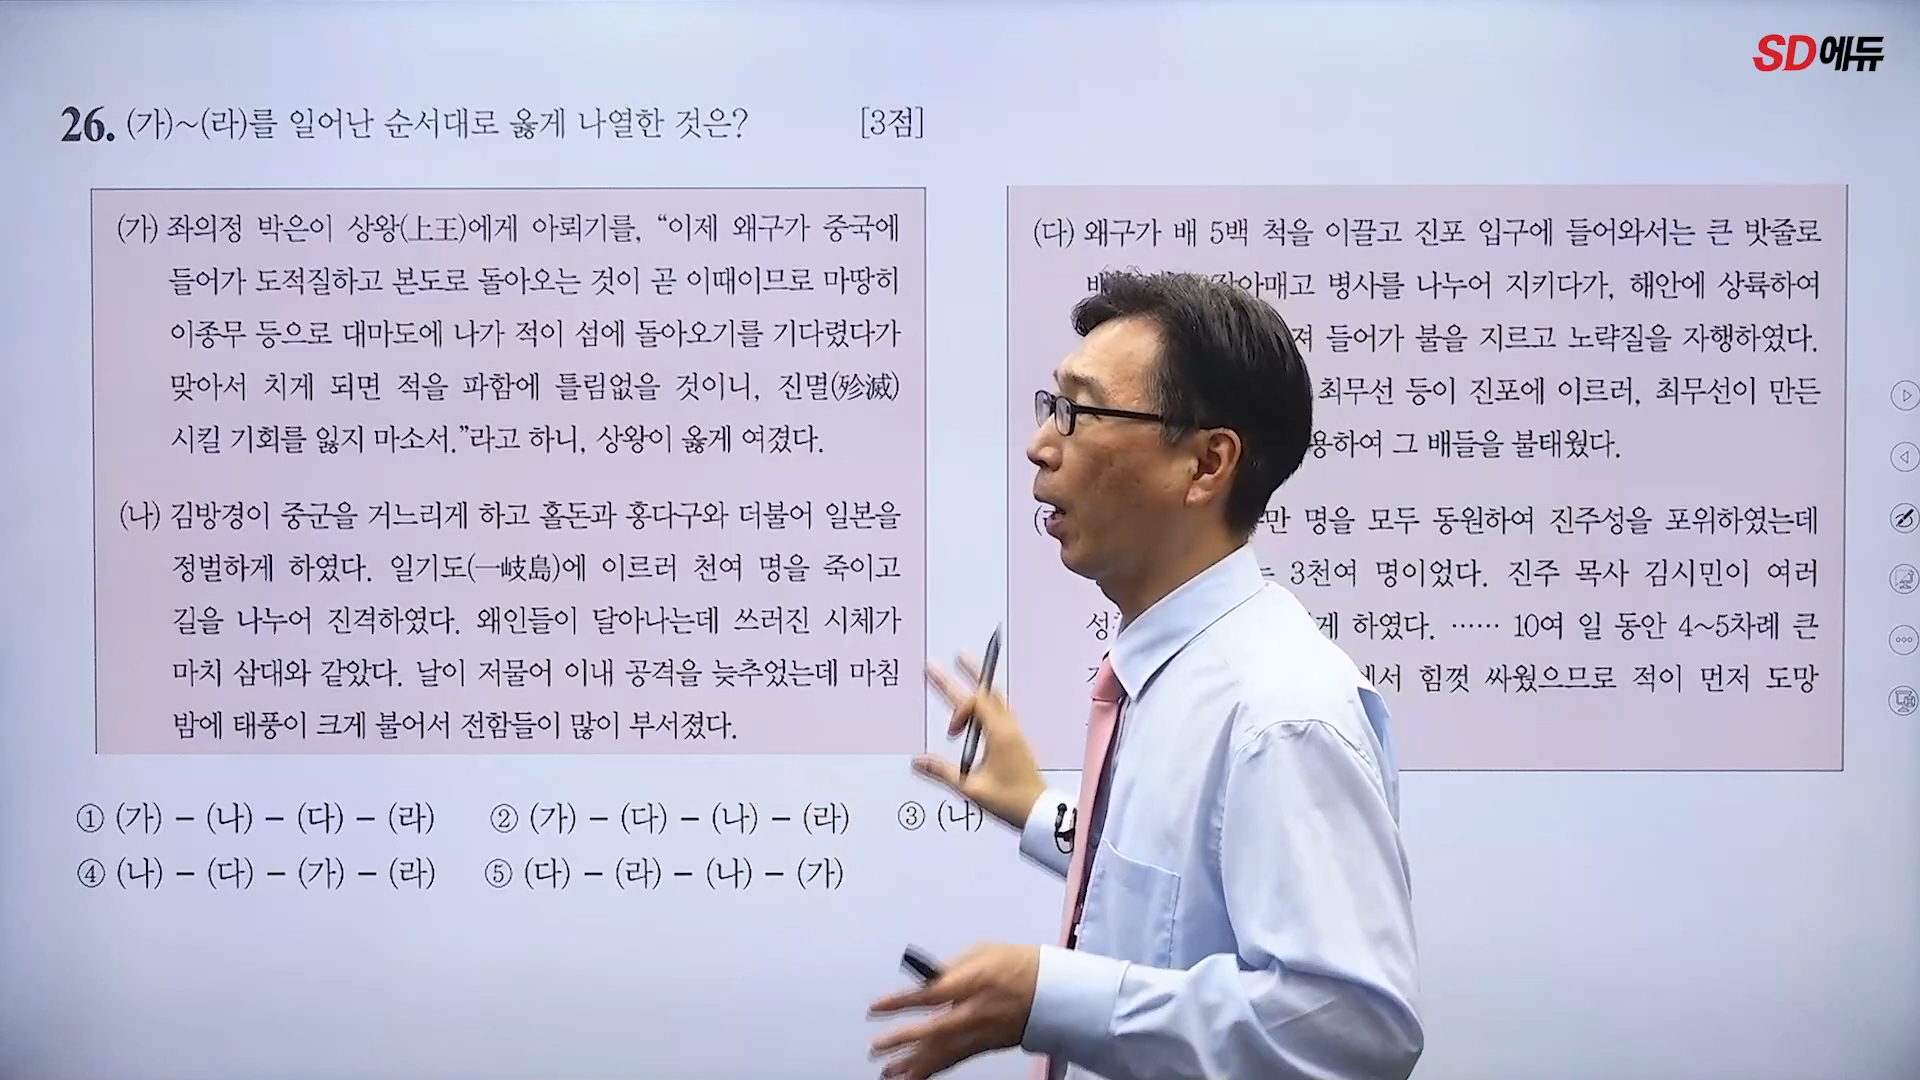 SD에듀
26. (가)~(라)를 일어난 순서대로 옳게 나열한 것은? [3점]
(가) 좌의정 박은이 상왕(上王)에게 아뢰기를, “이제 왜구가 중국에
들어가 도적질하고 본도로 돌아오는 것이 곧 이때이므로 마땅히
이종무 등으로 대마도에 나가 적이 섬에 돌아오기를 기다렸다가
맞아서 치게 되면 적을 파함에 틀림없을 것이니, 진멸(殄滅)
시킬 기회를 잃지 마소서.”라고 하니, 상왕이 옳게 여겼다.
(나) 김방경이 중군을 거느리게 하고 홀돈과 홍다구와 더불어 일본을
정벌하게 하였다. 일기도(一岐島)에 이르러 천여 명을 죽이고
길을 나누어 진격하였다. 왜인들이 달아나는데 쓰러진 시체가
마치 삼대와 같았다. 날이 저물어 이내 공격을 늦추었는데 마침
밤에 태풍이 크게 불어서 전함들이 많이 부서졌다.
(다) 왜구가 배 5백 척을 이끌고 진포 입구에 들어와서는 큰 밧줄로
병사를 나누어 지키다가, 해안에 상륙하여
들어가 불을 지르고 노략질을 자행하였다.
최무선 등이 진포에 이르러, 최무선이 만든
그 배들을 불태웠다.
명을 모두 동원하여 진주성을 포위하였는데
3천여 명이었다. 진주 목사 김시민이 여러
하였다. …… 10여 일 동안 4~5차례 큰
힘껏 싸웠으므로 적이 먼저 도망
① (가) - (나) - (다) - (라) ② (가) - (다) - (나) - (라) ③ (나)
④ (나) - (다) - (가) - (라) ⑤ (다) - (라) - (나) - (가)